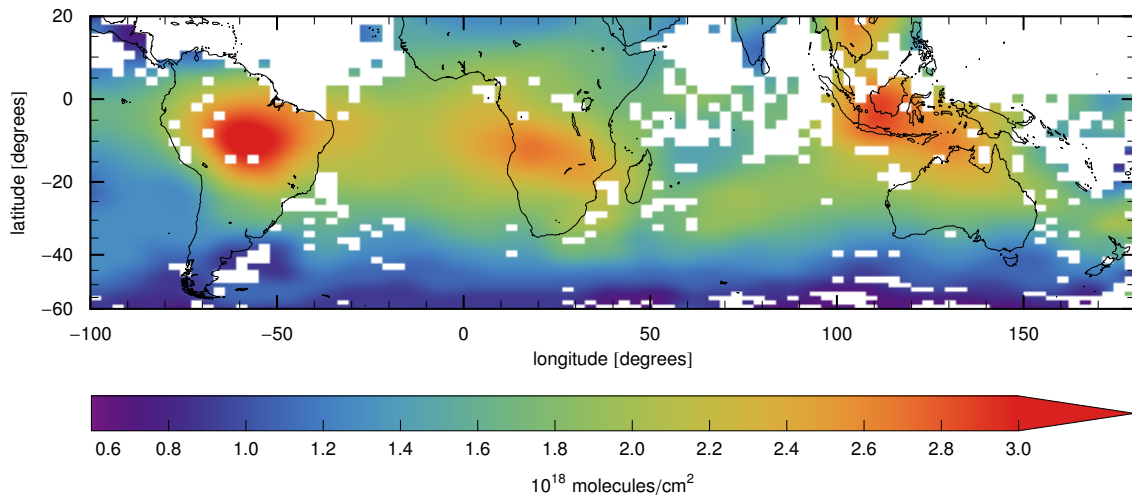 20
0
−20
−40
−60
latitude [degrees]
−100 −50 0 50 100 150
longitude [degrees]
0.6 0.8 1.0 1.2 1.4 1.6 1.8 2.0 2.2 2.4 2.6 2.8 3.0
10¹⁸ molecules/cm²